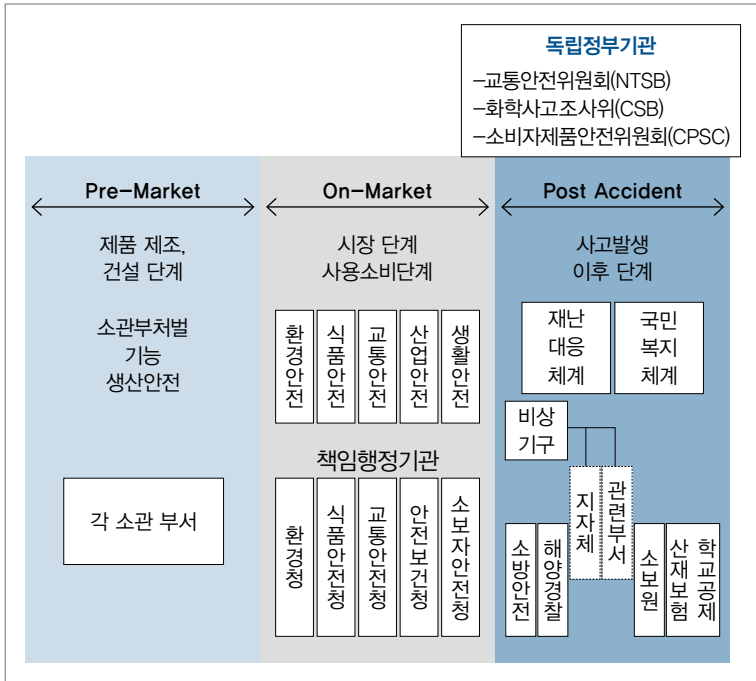 독립정부기관
-교통안전위원회(NTSB)
-화학사고조사위(CSB)
-소비자제품안전위원회(CPSC)
Pre-Market
제품 제조,
건설 단계
소관부처벌
기능
생산안전
각 소관 부서
On-Market
시장 단계
사용소비단계
환경안전
식품안전
교통안전
산업안전
생활안전
책임행정기관
환경청
식품안전청
교통안전청
안전보건청
소보자안전청
Post Accident
사고발생
이후 단계
재난
대응
체계
국민
복지
체계
비상
기구
지자체
관련부서
소방안전
해양경찰
소보원
산재보험
학교공제